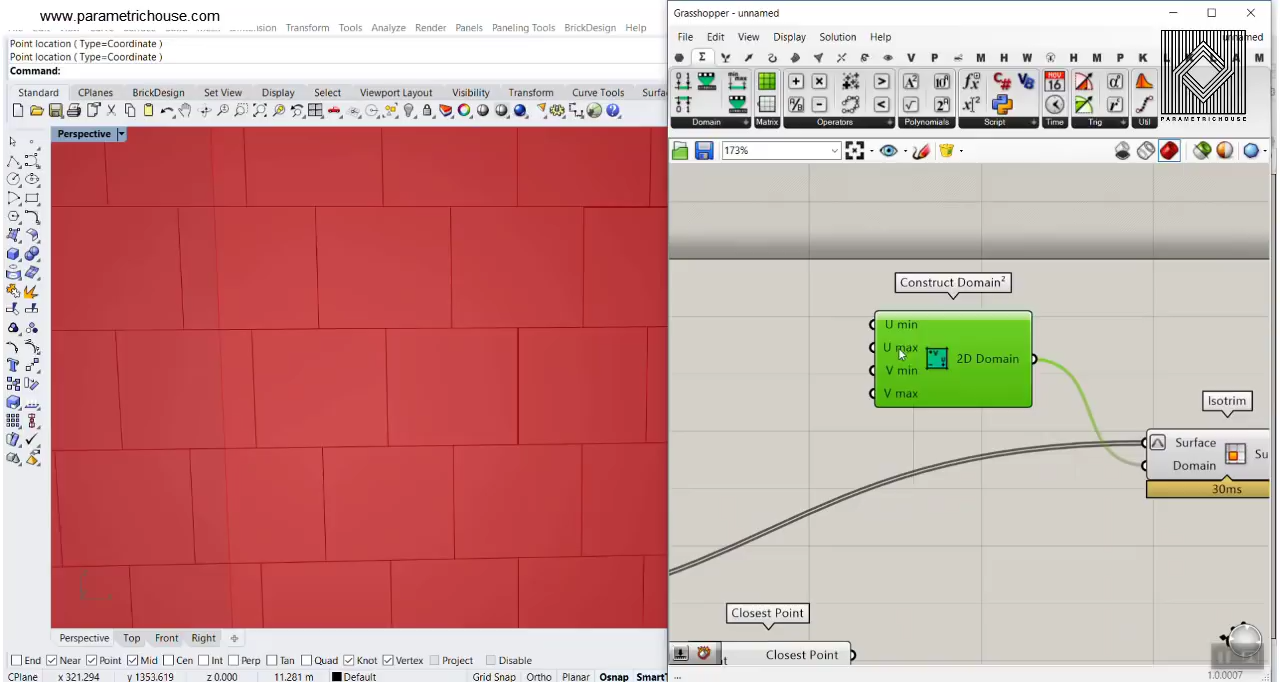 www.parametrichouse.com
Transform Tools Analyze Render Panels Paneling Tools BrickDesign Help
Point location ( Type=Coordinate )
Point location ( Type=Coordinate )
Command:
Standard CPlanes BrickDesign Set View Display Select Viewport Layout Visibility Transform Curve Tools Surfa
Perspective
Perspective Top Front Right
End Near Point Mid Cen Int Perp Tan Quad Knot Vertex Project Disable
CPlane x 321.294 y 1353.619 z 0.000 11.281 m Default Grid Snap Ortho Planar Osnap SmartT
Grasshopper - unnamed
File Edit View Display Solution Help unnamed
Σ V P M H W H M P K M
Domain Matrix Operators Polynomials Script Time Trig Util
PARAMETRICHOUSE
173%
Construct Domain²
U min
U max
V min
V max
2D Domain
Isotrim
Surface
Domain
Su
30ms
Closest Point
Closest Point
1.0.0007